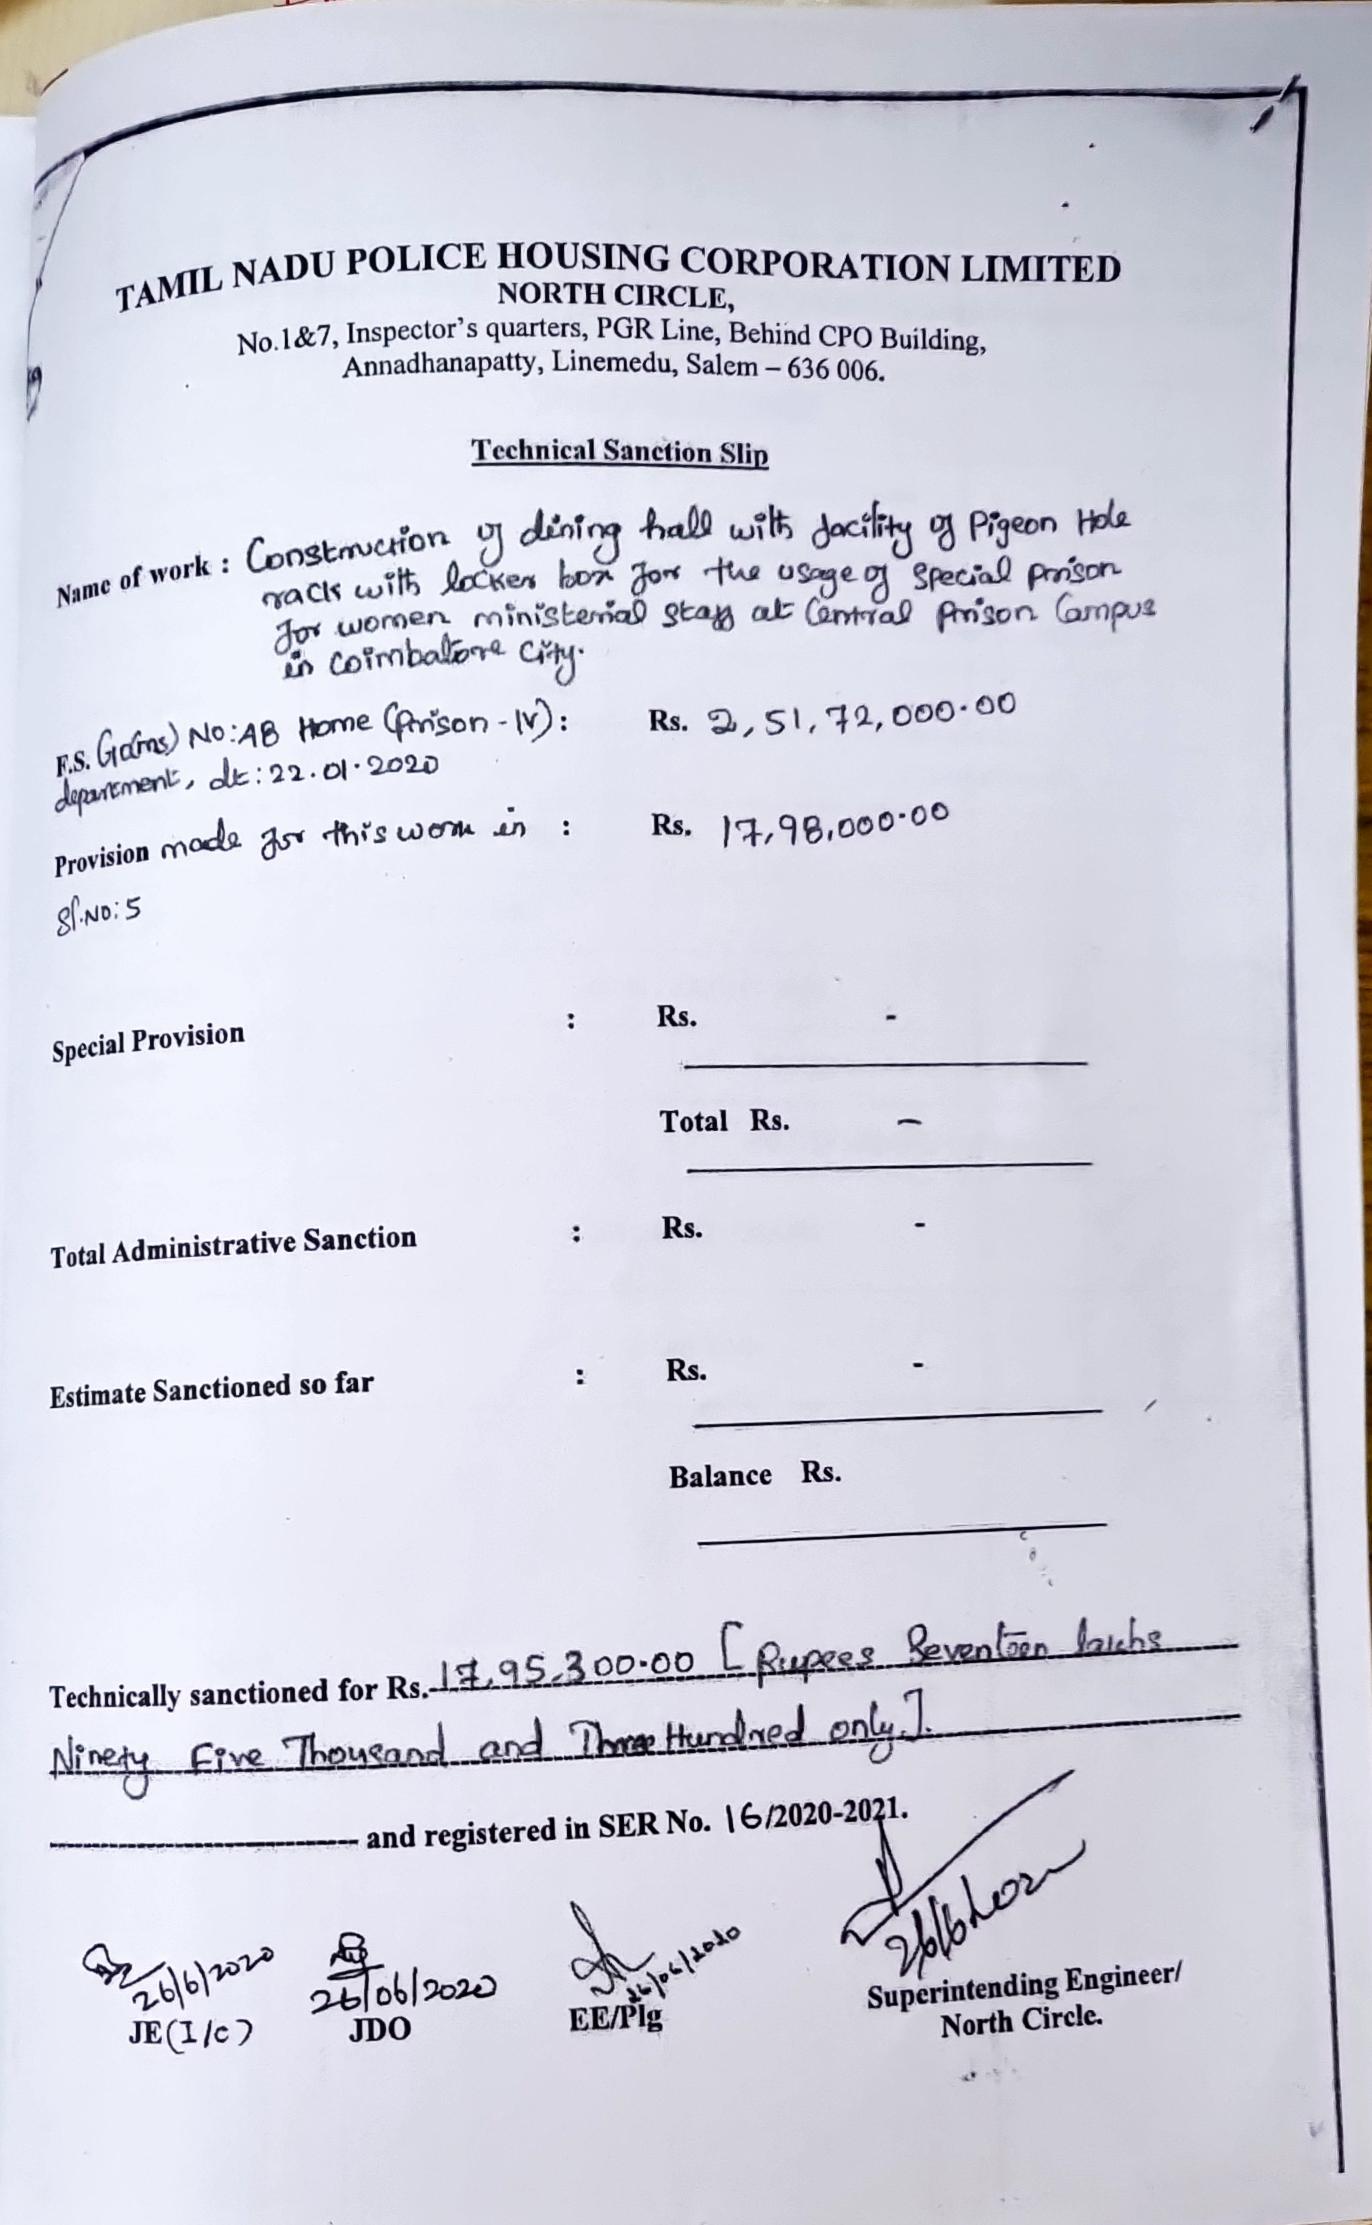 TAMIL NADU POLICE HOUSING CORPORATION LIMITED
NORTH CIRCLE,
No.1&7, Inspector's quarters, PGR Line, Behind CPO Building,
Annadhanapatty, Linemedu, Salem – 636 006.
Technical Sanction Slip
Name of work : Construction of dining hall with facility of Pigeon Hole
rack with locker box for the usage of special prison
for women ministerial staff at Central Prison Campus
in Coimbatore City.
F.S. G.O(ms) No: AB Home (Prison - IV) : Rs. 2,51,72,000.00
department, dt: 22.01.2020
Provision made for this work in : Rs. 17,98,000.00
Sl.No: 5
Special Provision : Rs. -
Total Rs. -
Total Administrative Sanction : Rs. -
Estimate Sanctioned so far : Rs. -
Balance Rs.
Technically sanctioned for Rs. 17,95,300.00 [Rupees Seventeen lakhs
Ninety Five Thousand and Three Hundred only].
and registered in SER No. 16/2020-2021.
26/6/2020 26/06/2020 26/06/2020 26/6/2020
JE(I/c) JDO EE/Plg Superintending Engineer/
North Circle.